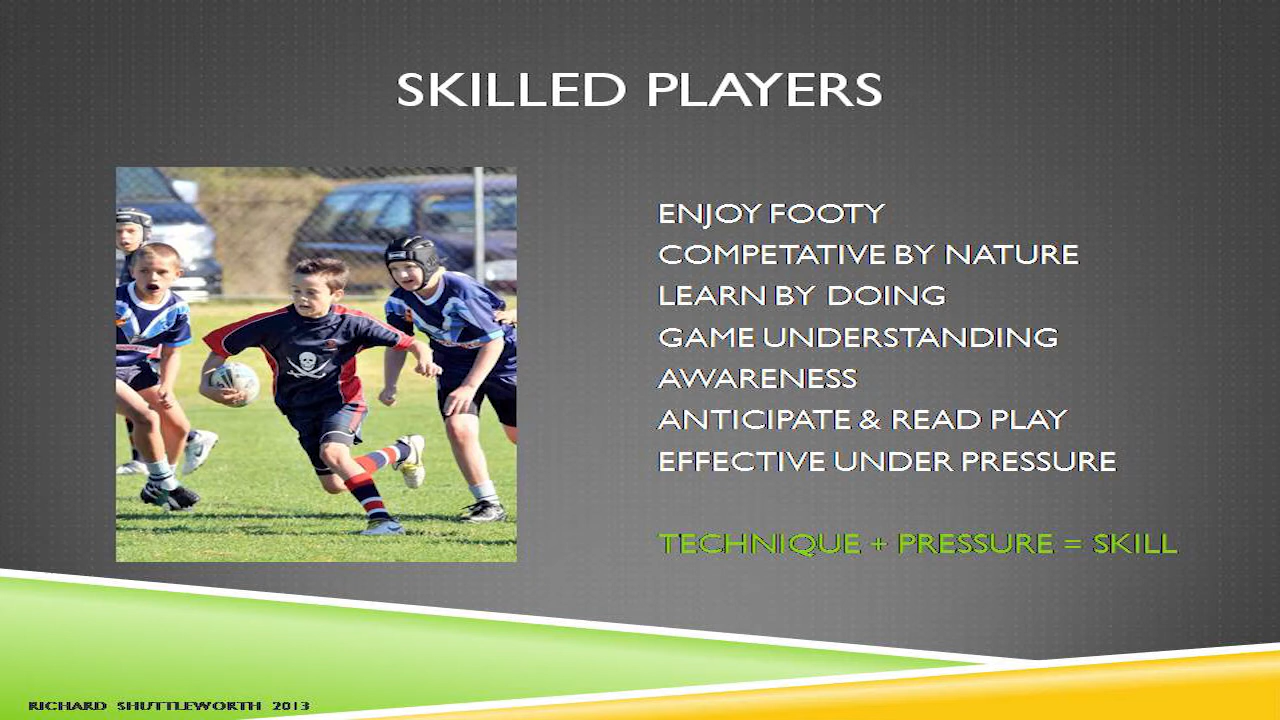 SKILLED PLAYERS
ENJOY FOOTY
COMPETATIVE BY NATURE
LEARN BY DOING
GAME UNDERSTANDING
AWARENESS
ANTICIPATE & READ PLAY
EFFECTIVE UNDER PRESSURE
TECHNIQUE + PRESSURE = SKILL
RICHARD SHUTTLEWORTH 2013